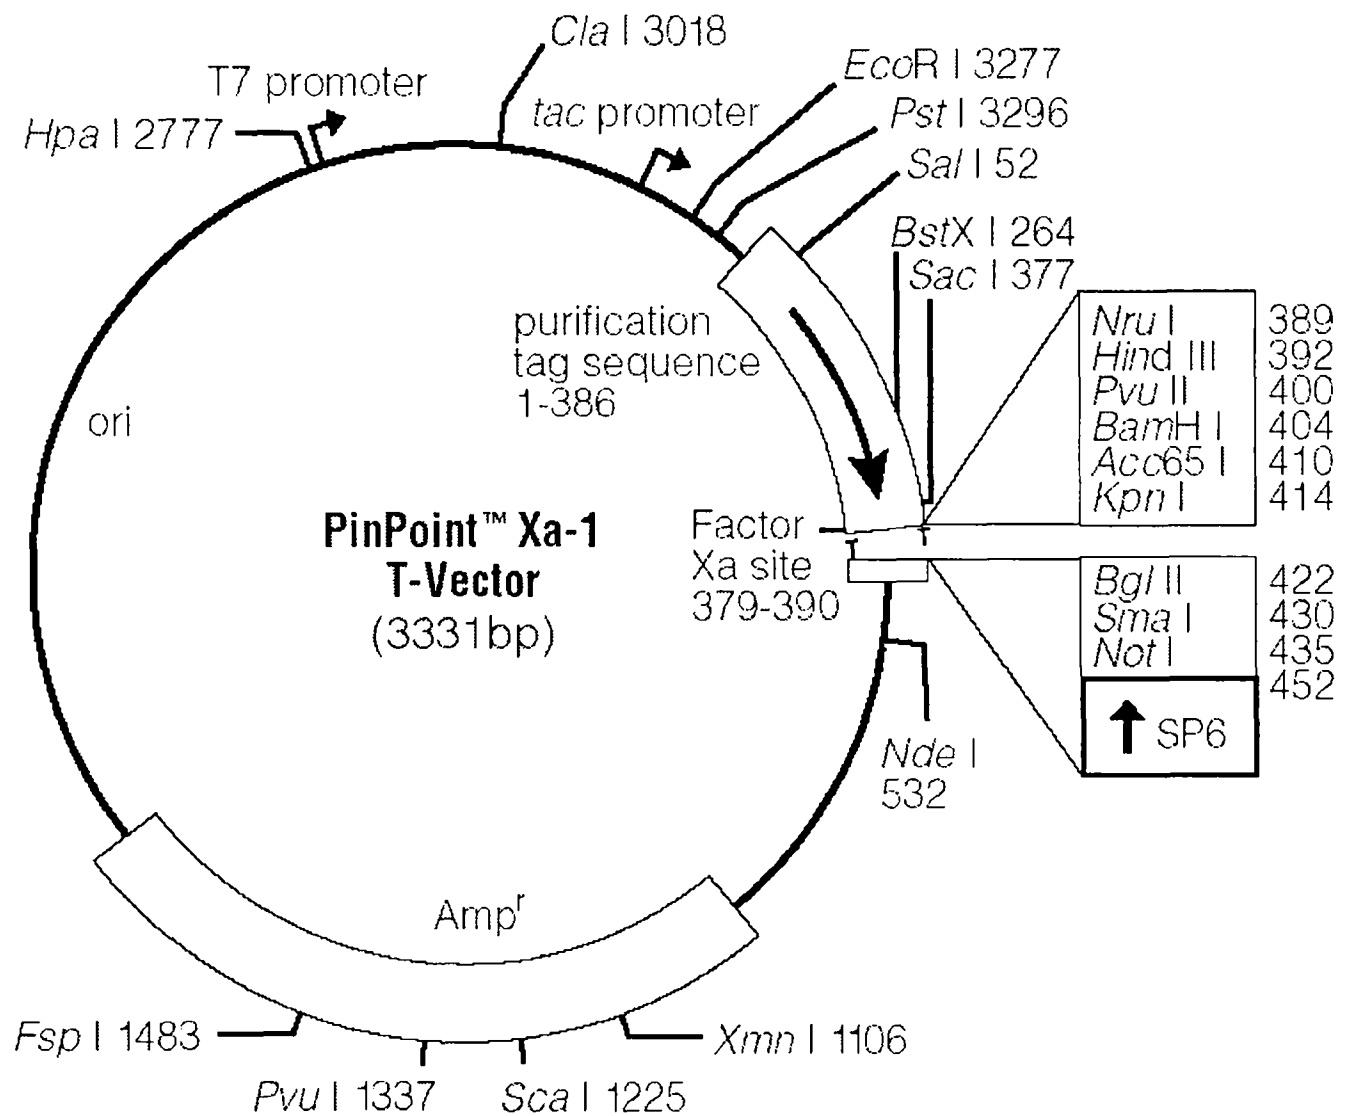 Cla I 3018
T7 promoter
EcoR I 3277
tac promoter
Pst I 3296
Hpa I 2777
Sal I 52
BstX I 264
Sac I 377
purification
tag sequence
1-386
Nru I 389
Hind III 392
Pvu II 400
BamH I 404
Acc65 I 410
Kpn I 414
ori
PinPoint™ Xa-1
T-Vector
(3331bp)
Factor
Xa site
379-390
Bgl II 422
Sma I 430
Not I 435
452
SP6
Nde I
532
Ampʳ
Fsp I 1483
Xmn I 1106
Pvu I 1337
Sca I 1225